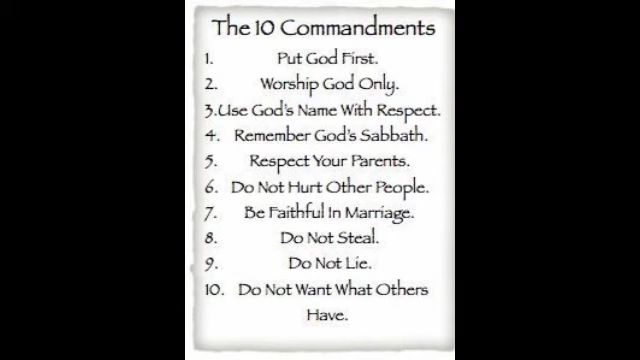 The 10 Commandments
1. Put God First.
2. Worship God Only.
3.Use God's Name With Respect.
4. Remember God's Sabbath.
5. Respect Your Parents.
6. Do Not Hurt Other People.
7. Be Faithful In Marriage.
8. Do Not Steal.
9. Do Not Lie.
10. Do Not Want What Others
Have.